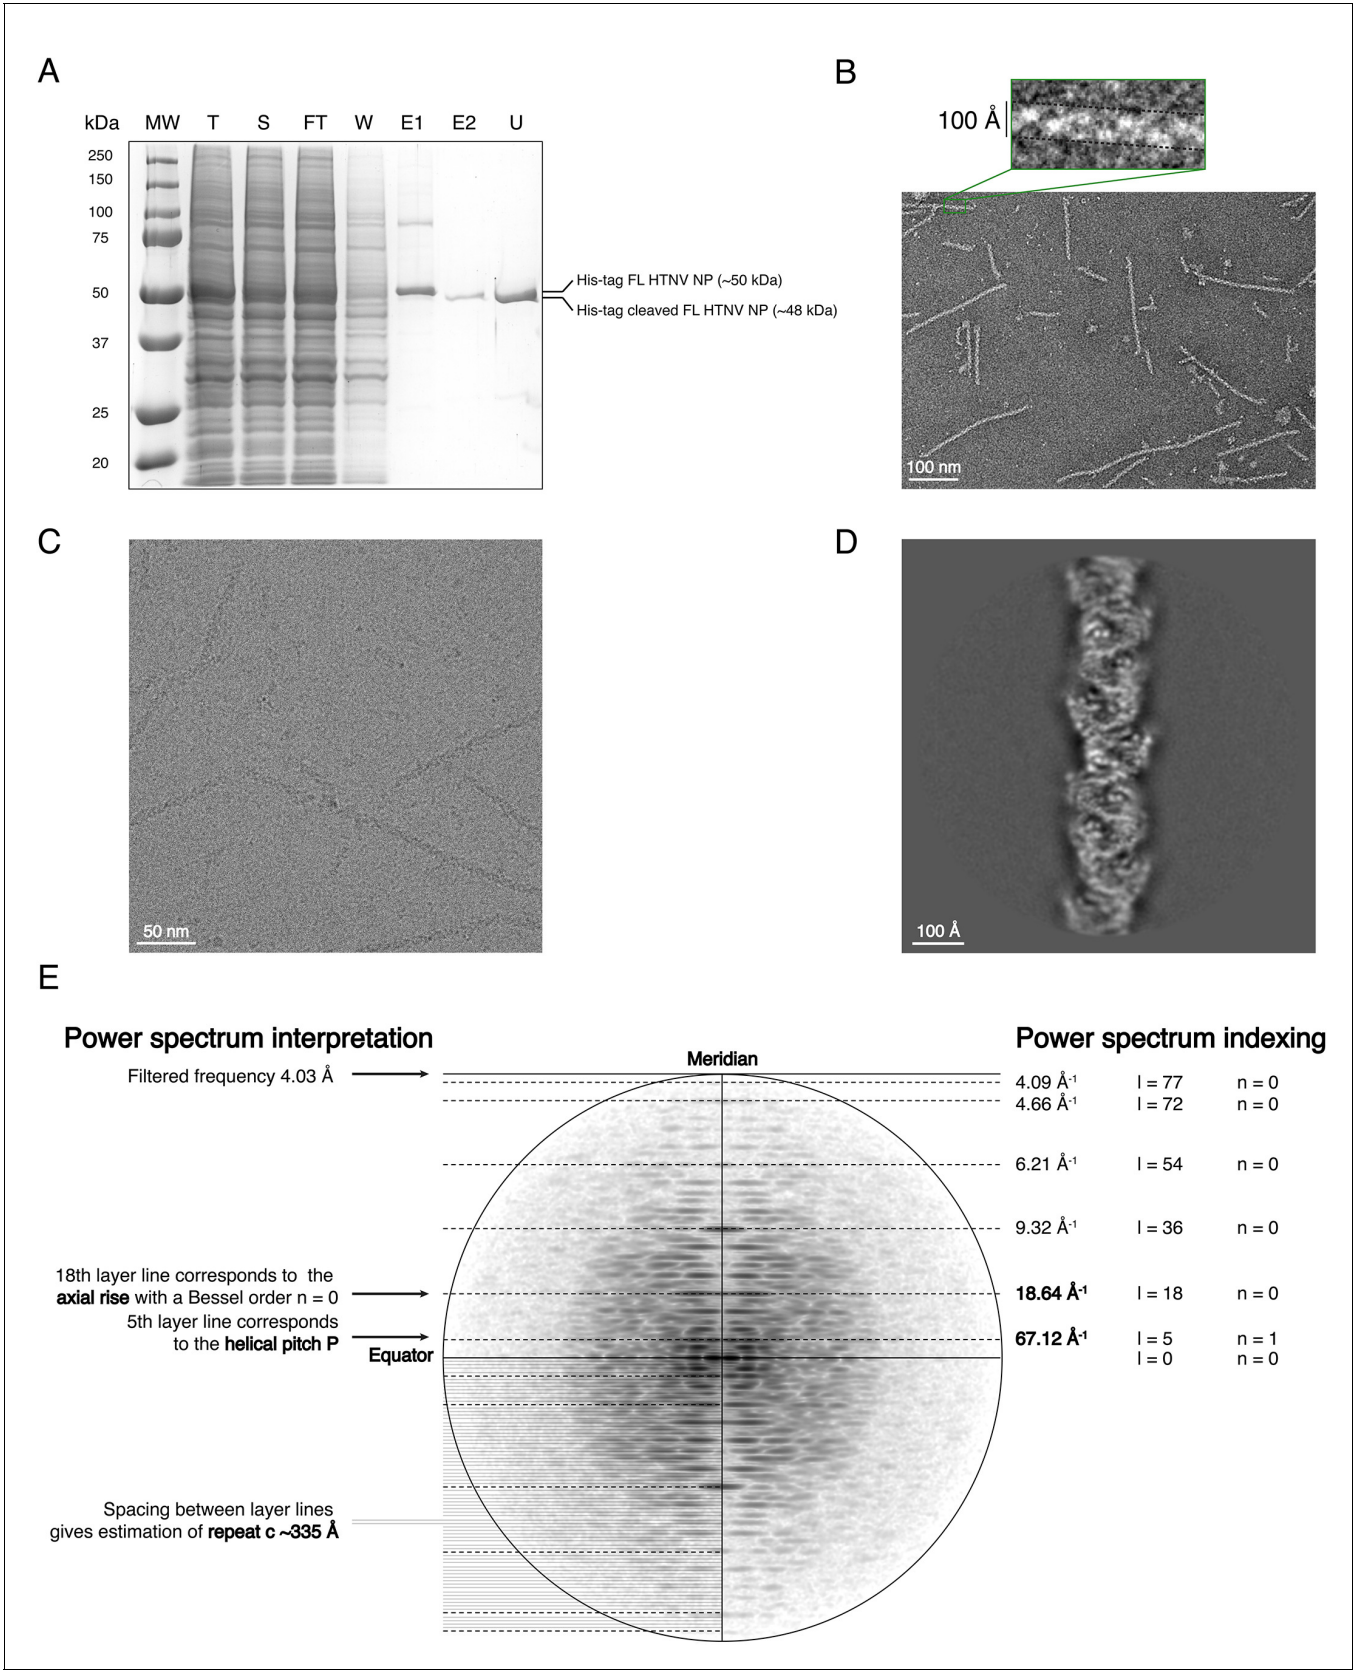 A
kDa MW T S FT W E1 E2 U
250
150
100
75
50
37
25
20
His-tag FL HTNV NP (~50 kDa)
His-tag cleaved FL HTNV NP (~48 kDa)
B
100 Å
100 nm
C
50 nm
D
100 Å
E
Power spectrum interpretation
Filtered frequency 4.03 Å
18th layer line corresponds to the
axial rise with a Bessel order n = 0
5th layer line corresponds
to the helical pitch P
Equator
Spacing between layer lines
gives estimation of repeat c ~335 Å
Meridian
Power spectrum indexing
4.09 Å⁻¹ l = 77 n = 0
4.66 Å⁻¹ l = 72 n = 0
6.21 Å⁻¹ l = 54 n = 0
9.32 Å⁻¹ l = 36 n = 0
18.64 Å⁻¹ l = 18 n = 0
67.12 Å⁻¹ l = 5 n = 1
l = 0 n = 0